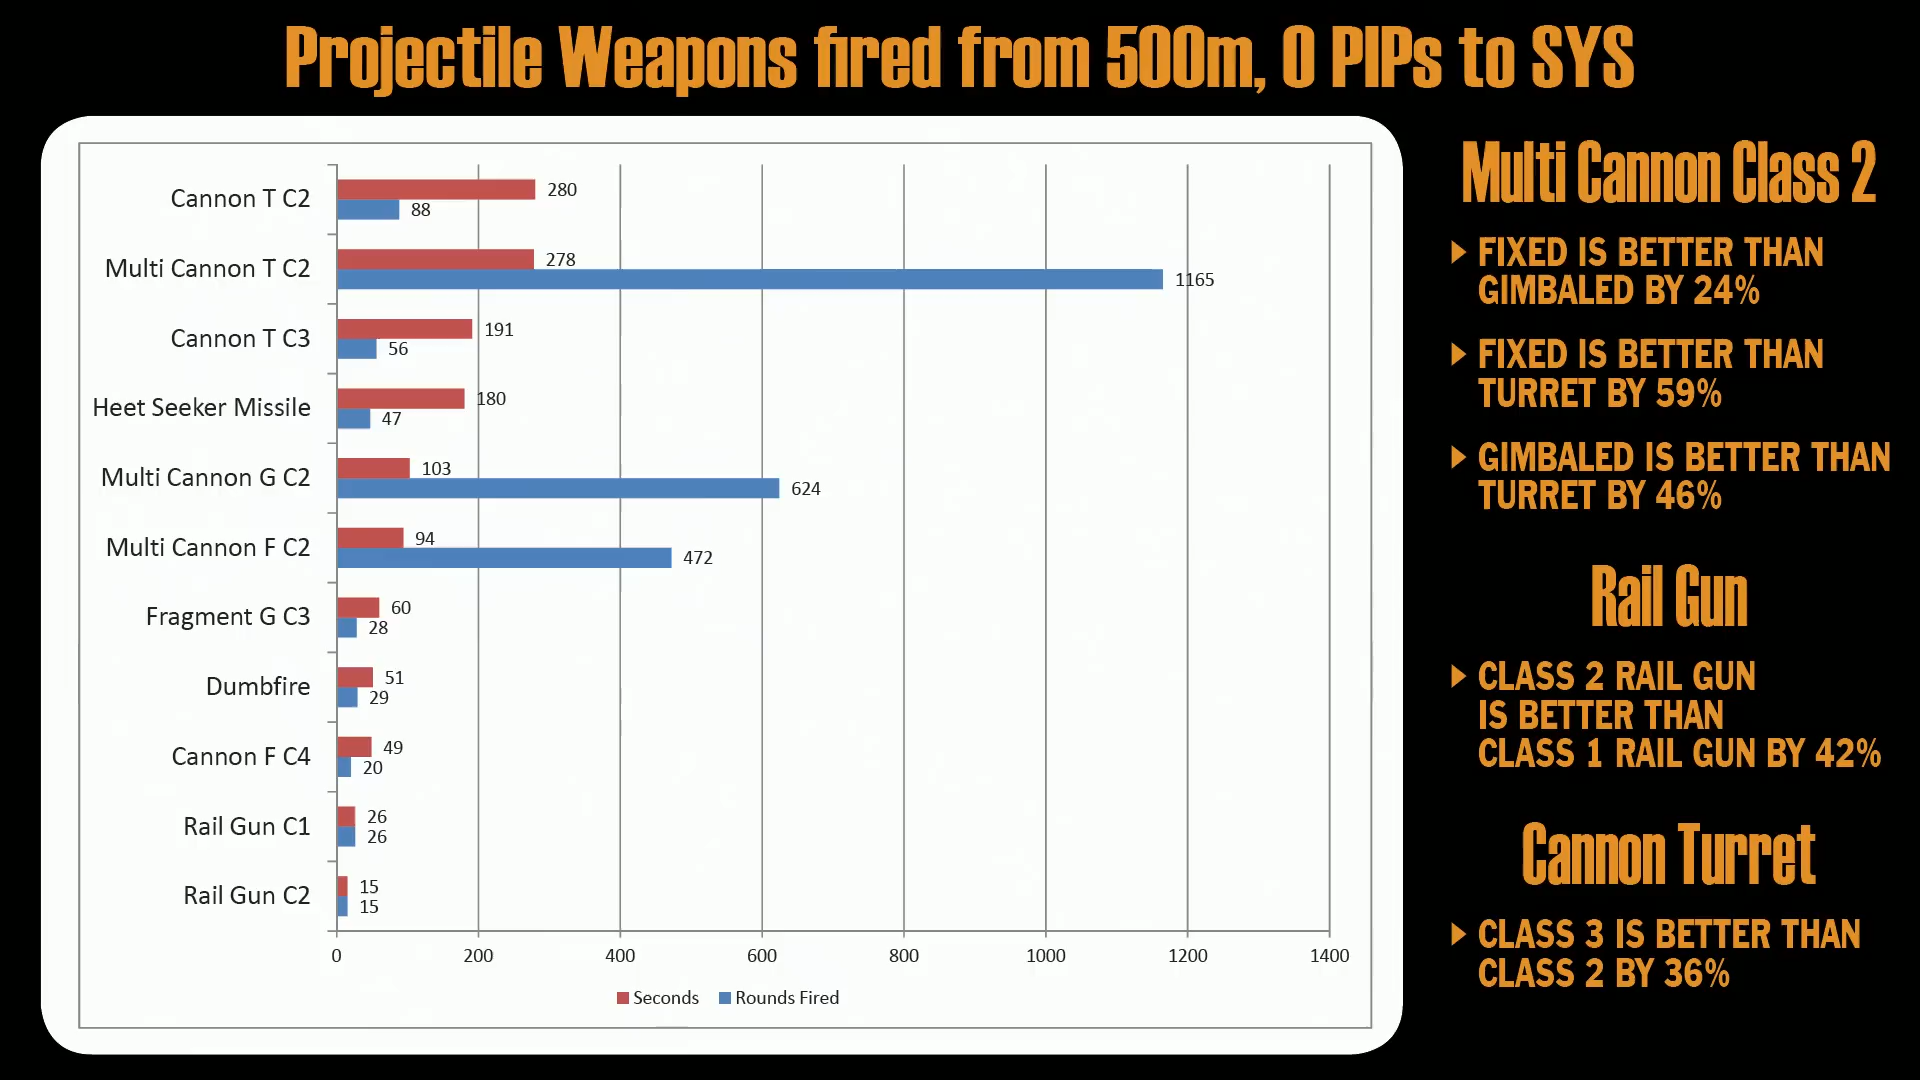 Projectile Weapons fired from 500m, 0 PIPs to SYS
Cannon T C2
280
88
Multi Cannon T C2
278
1165
Cannon T C3
191
56
Heet Seeker Missile
180
47
Multi Cannon G C2
103
624
Multi Cannon F C2
94
472
Fragment G C3
60
28
Dumbfire
51
29
Cannon F C4
49
20
Rail Gun C1
26
26
Rail Gun C2
15
15
0 200 400 600 800 1000 1200 1400
Seconds Rounds Fired
Multi Cannon Class 2
FIXED IS BETTER THAN
GIMBALED BY 24%
FIXED IS BETTER THAN
TURRET BY 59%
GIMBALED IS BETTER THAN
TURRET BY 46%
Rail Gun
CLASS 2 RAIL GUN
IS BETTER THAN
CLASS 1 RAIL GUN BY 42%
Cannon Turret
CLASS 3 IS BETTER THAN
CLASS 2 BY 36%